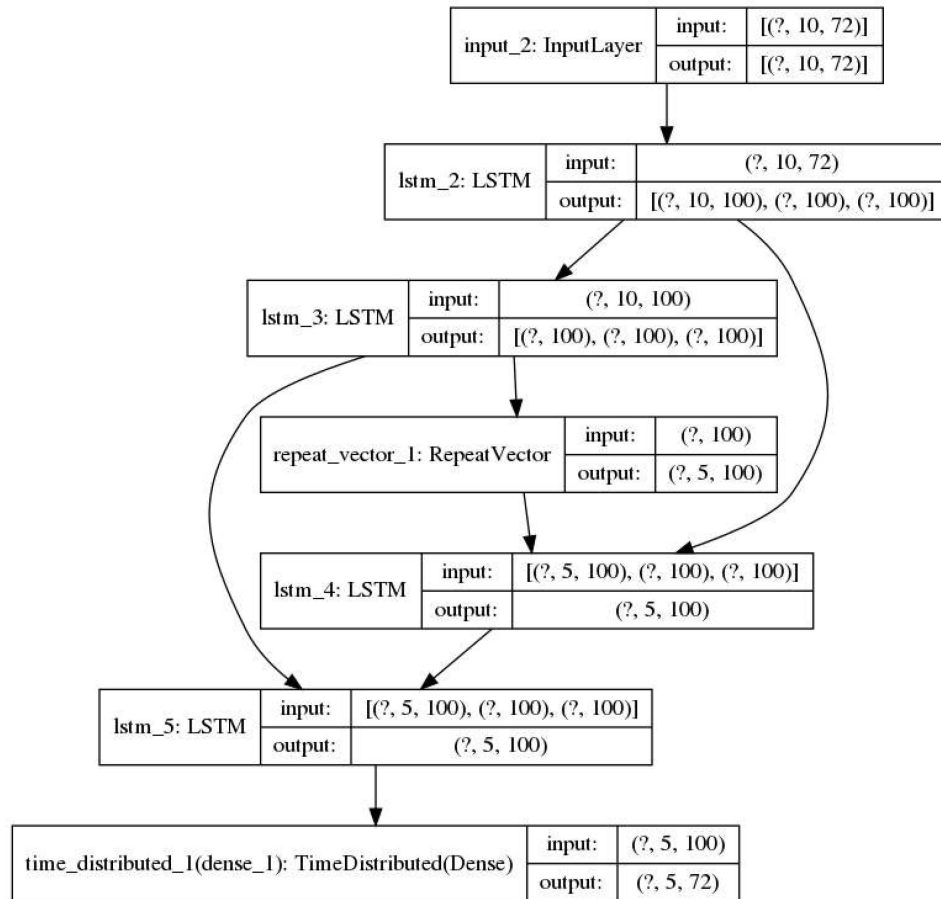 input_2: InputLayer
input: [(?, 10, 72)]
output: [(?, 10, 72)]
lstm_2: LSTM
input: (?, 10, 72)
output: [(?, 10, 100), (?, 100), (?, 100)]
lstm_3: LSTM
input: (?, 10, 100)
output: [(?, 100), (?, 100), (?, 100)]
repeat_vector_1: RepeatVector
input: (?, 100)
output: (?, 5, 100)
lstm_4: LSTM
input: [(?, 5, 100), (?, 100), (?, 100)]
output: (?, 5, 100)
lstm_5: LSTM
input: [(?, 5, 100), (?, 100), (?, 100)]
output: (?, 5, 100)
time_distributed_1(dense_1): TimeDistributed(Dense)
input: (?, 5, 100)
output: (?, 5, 72)